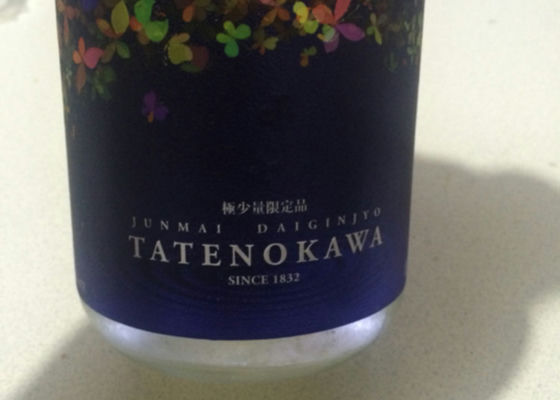 極少量限定品
JUNMAI DAIGINJYO
TATENOKAWA
SINCE 1832